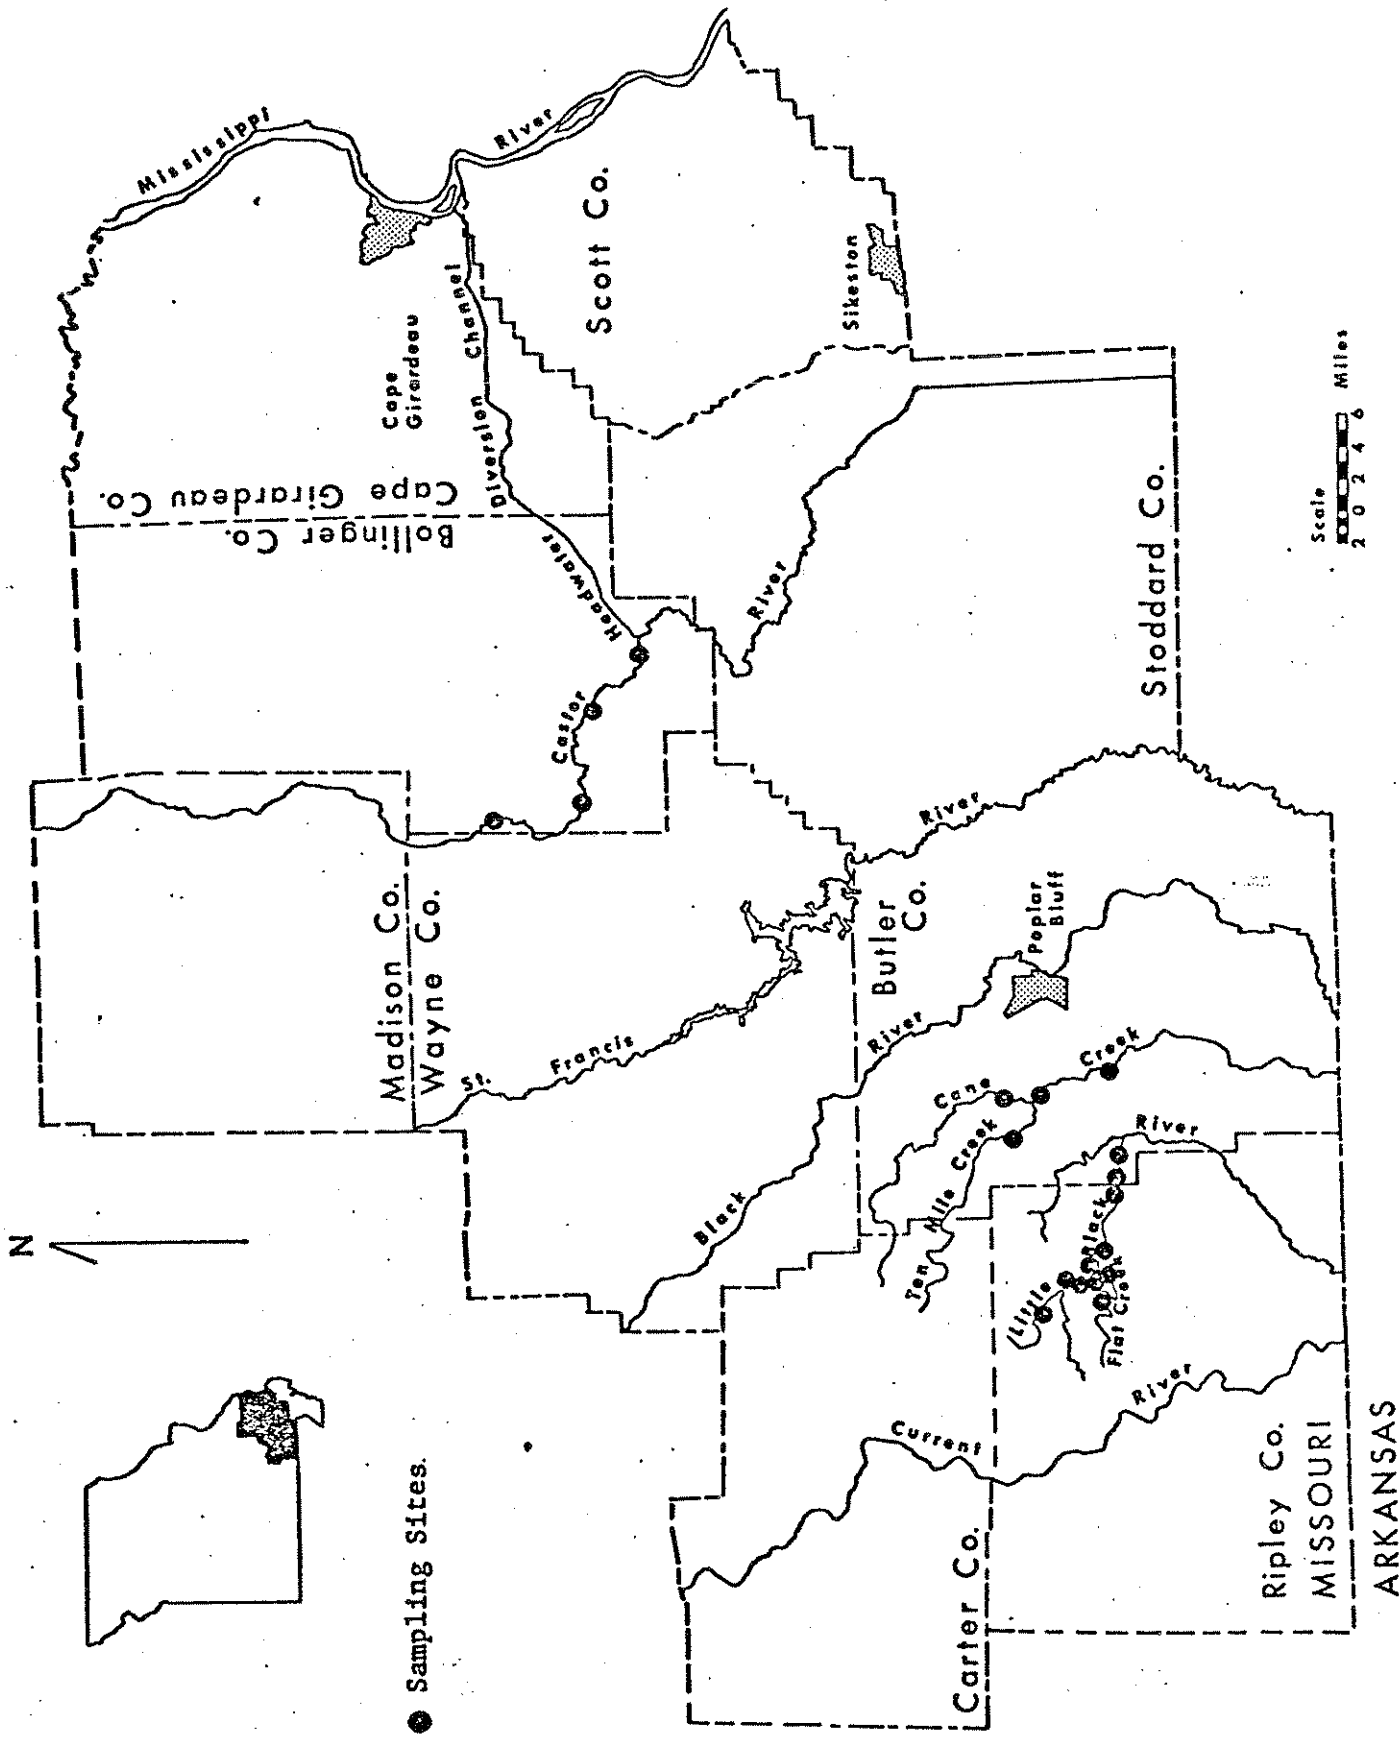 N
Sampling Sites.
Mississippi
River
Cape
Girardeau
Scott Co.
Sikeston
Cape Girardeau Co.
Bollinger Co.
Headwater Diversion Channel
Castor
River
Stoddard Co.
Scale
2 0 2 4 6 Miles
Madison Co.
Wayne Co.
St. Francis
River
Butler
Co.
Poplar
Bluff
Black
River
Cane
Creek
Ten Mile Creek
Little Black
River
Flat Creek
Current
River
Carter Co.
Ripley Co.
MISSOURI
ARKANSAS